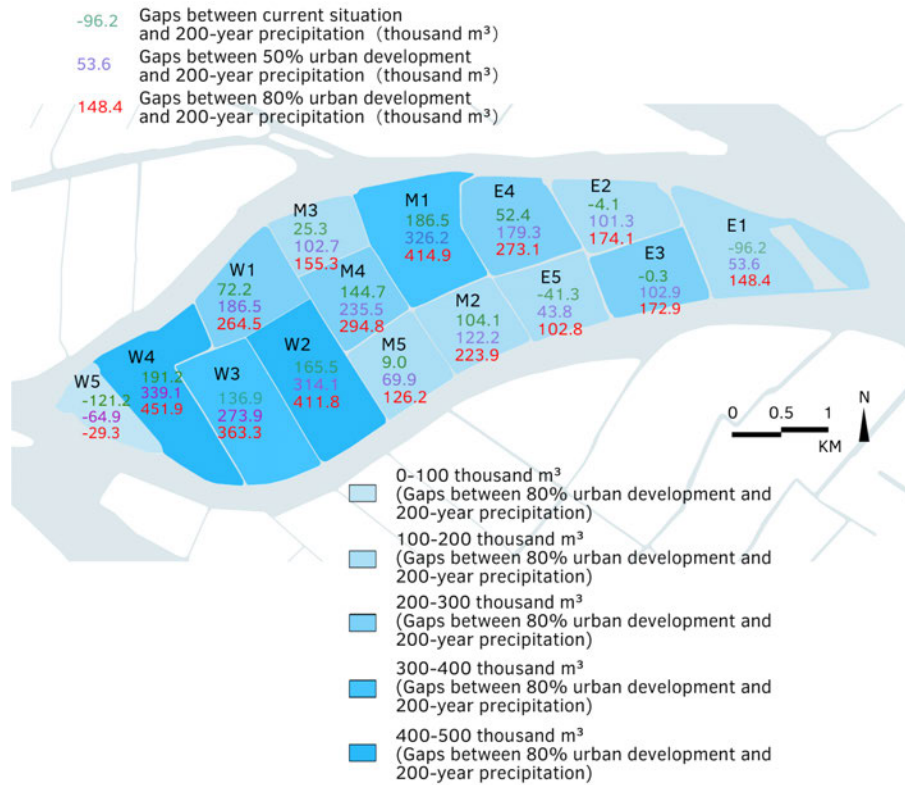 -96.2 Gaps between current situation
and 200-year precipitation (thousand m³)
53.6 Gaps between 50% urban development
and 200-year precipitation (thousand m³)
148.4 Gaps between 80% urban development
and 200-year precipitation (thousand m³)
M3
25.3
102.7
155.3
M1
186.5
326.2
414.9
E4
52.4
179.3
273.1
E2
-4.1
101.3
174.1
E1
-96.2
53.6
148.4
W1
72.2
186.5
264.5
M4
144.7
235.5
294.8
M2
104.1
122.2
223.9
E5
-41.3
43.8
102.8
E3
-0.3
102.9
172.9
W5
-121.2
-64.9
-29.3
W4
191.2
339.1
451.9
W3
136.9
273.9
363.3
W2
165.5
314.1
411.8
M5
9.0
69.9
126.2
0 0.5 1
KM
N
0-100 thousand m³
(Gaps between 80% urban development and
200-year precipitation)
100-200 thousand m³
(Gaps between 80% urban development and
200-year precipitation)
200-300 thousand m³
(Gaps between 80% urban development and
200-year precipitation)
300-400 thousand m³
(Gaps between 80% urban development and
200-year precipitation)
400-500 thousand m³
(Gaps between 80% urban development and
200-year precipitation)